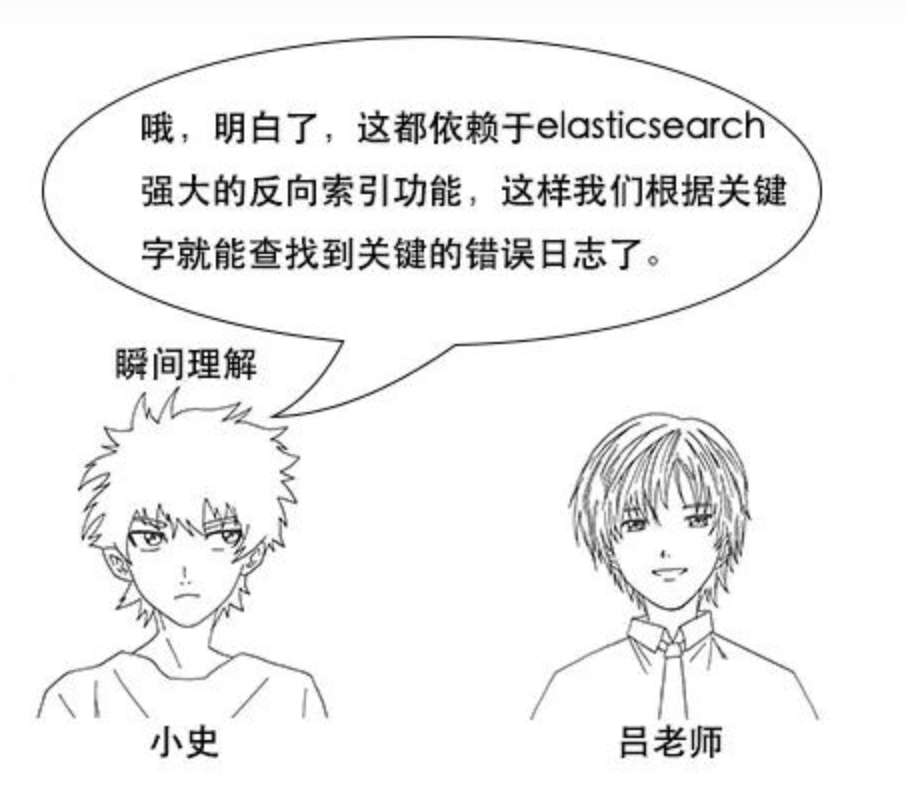 哦，明白了，这都依赖于elasticsearch
强大的反向索引功能，这样我们根据关键
字就能查找到关键的错误日志了。
瞬间理解
小史
吕老师